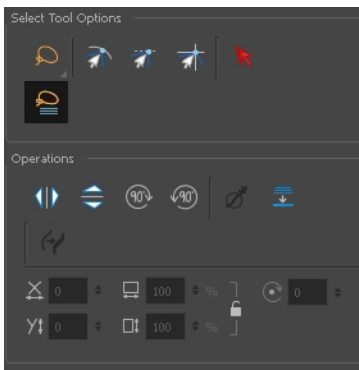 Select Tool Options
Operations
90° 90°
X 0 100 % 0
Y 0 100 %